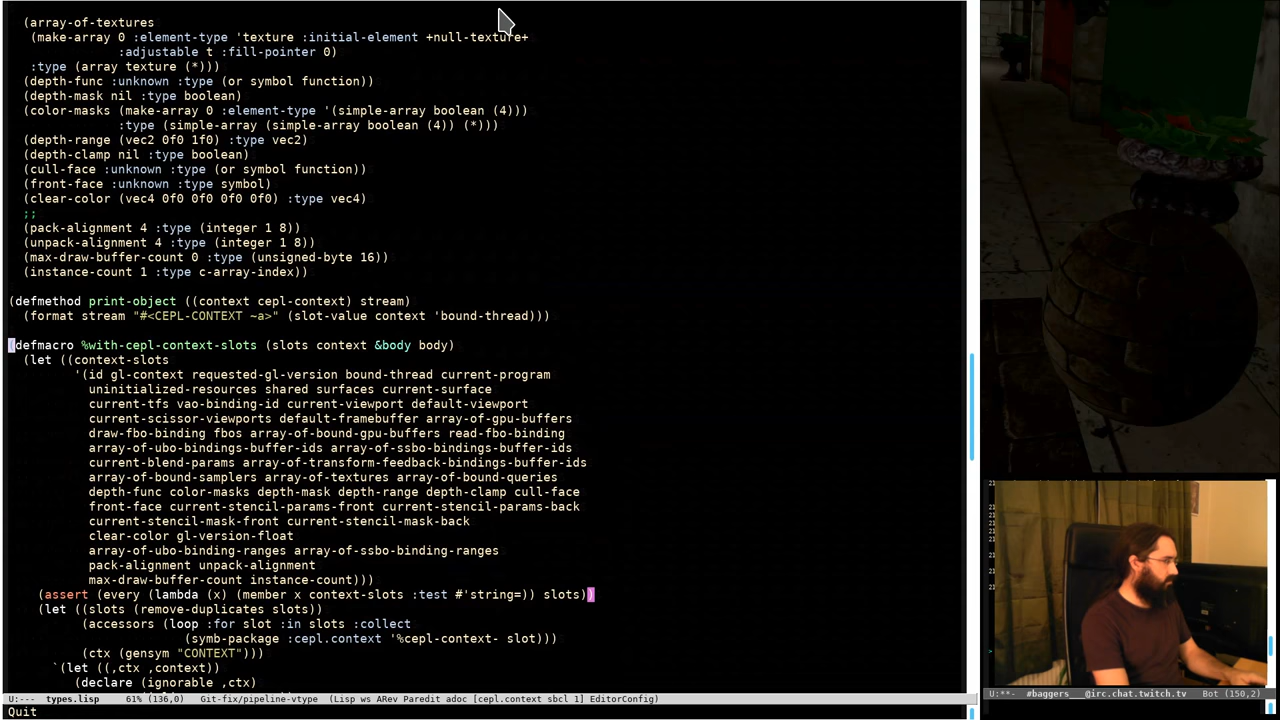 (array-of-textures
(make-array 0 :element-type 'texture :initial-element +null-texture+
:adjustable t :fill-pointer 0)
:type (array texture (*)))
(depth-func :unknown :type (or symbol function))
(depth-mask nil :type boolean)
(color-masks (make-array 0 :element-type '(simple-array boolean (4)))
:type (simple-array (simple-array boolean (4)) (*)))
(depth-range (vec2 0f0 1f0) :type vec2)
(depth-clamp nil :type boolean)
(cull-face :unknown :type (or symbol function))
(front-face :unknown :type symbol)
(clear-color (vec4 0f0 0f0 0f0 0f0) :type vec4)
;;
(pack-alignment 4 :type (integer 1 8))
(unpack-alignment 4 :type (integer 1 8))
(max-draw-buffer-count 0 :type (unsigned-byte 16))
(instance-count 1 :type c-array-index))
(defmethod print-object ((context cepl-context) stream)
(format stream "#<CEPL-CONTEXT ~a>" (slot-value context 'bound-thread)))
(defmacro %with-cepl-context-slots (slots context &body body)
(let ((context-slots
'(id gl-context requested-gl-version bound-thread current-program
uninitialized-resources shared surfaces current-surface
current-tfs vao-binding-id current-viewport default-viewport
current-scissor-viewports default-framebuffer array-of-gpu-buffers
draw-fbo-binding fbos array-of-bound-gpu-buffers read-fbo-binding
array-of-ubo-bindings-buffer-ids array-of-ssbo-bindings-buffer-ids
current-blend-params array-of-transform-feedback-bindings-buffer-ids
array-of-bound-samplers array-of-textures array-of-bound-queries
depth-func color-masks depth-mask depth-range depth-clamp cull-face
front-face current-stencil-params-front current-stencil-params-back
current-stencil-mask-front current-stencil-mask-back
clear-color gl-version-float
array-of-ubo-binding-ranges array-of-ssbo-binding-ranges
pack-alignment unpack-alignment
max-draw-buffer-count instance-count)))
(assert (every (lambda (x) (member x context-slots :test #'string=)) slots))
(let ((slots (remove-duplicates slots))
(accessors (loop :for slot :in slots :collect
(symb-package :cepl.context '%cepl-context- slot)))
(ctx (gensym "CONTEXT")))
`(let ((,ctx ,context))
(declare (ignorable ,ctx)
U:--- types.lisp 61% (136,0) Git-fix/pipeline-vtype (Lisp ws ARev Paredit adoc [cepl.context sbcl 1] EditorConfig)
Quit
U:**- #baggers___@irc.chat.twitch.tv Bot (150,2)